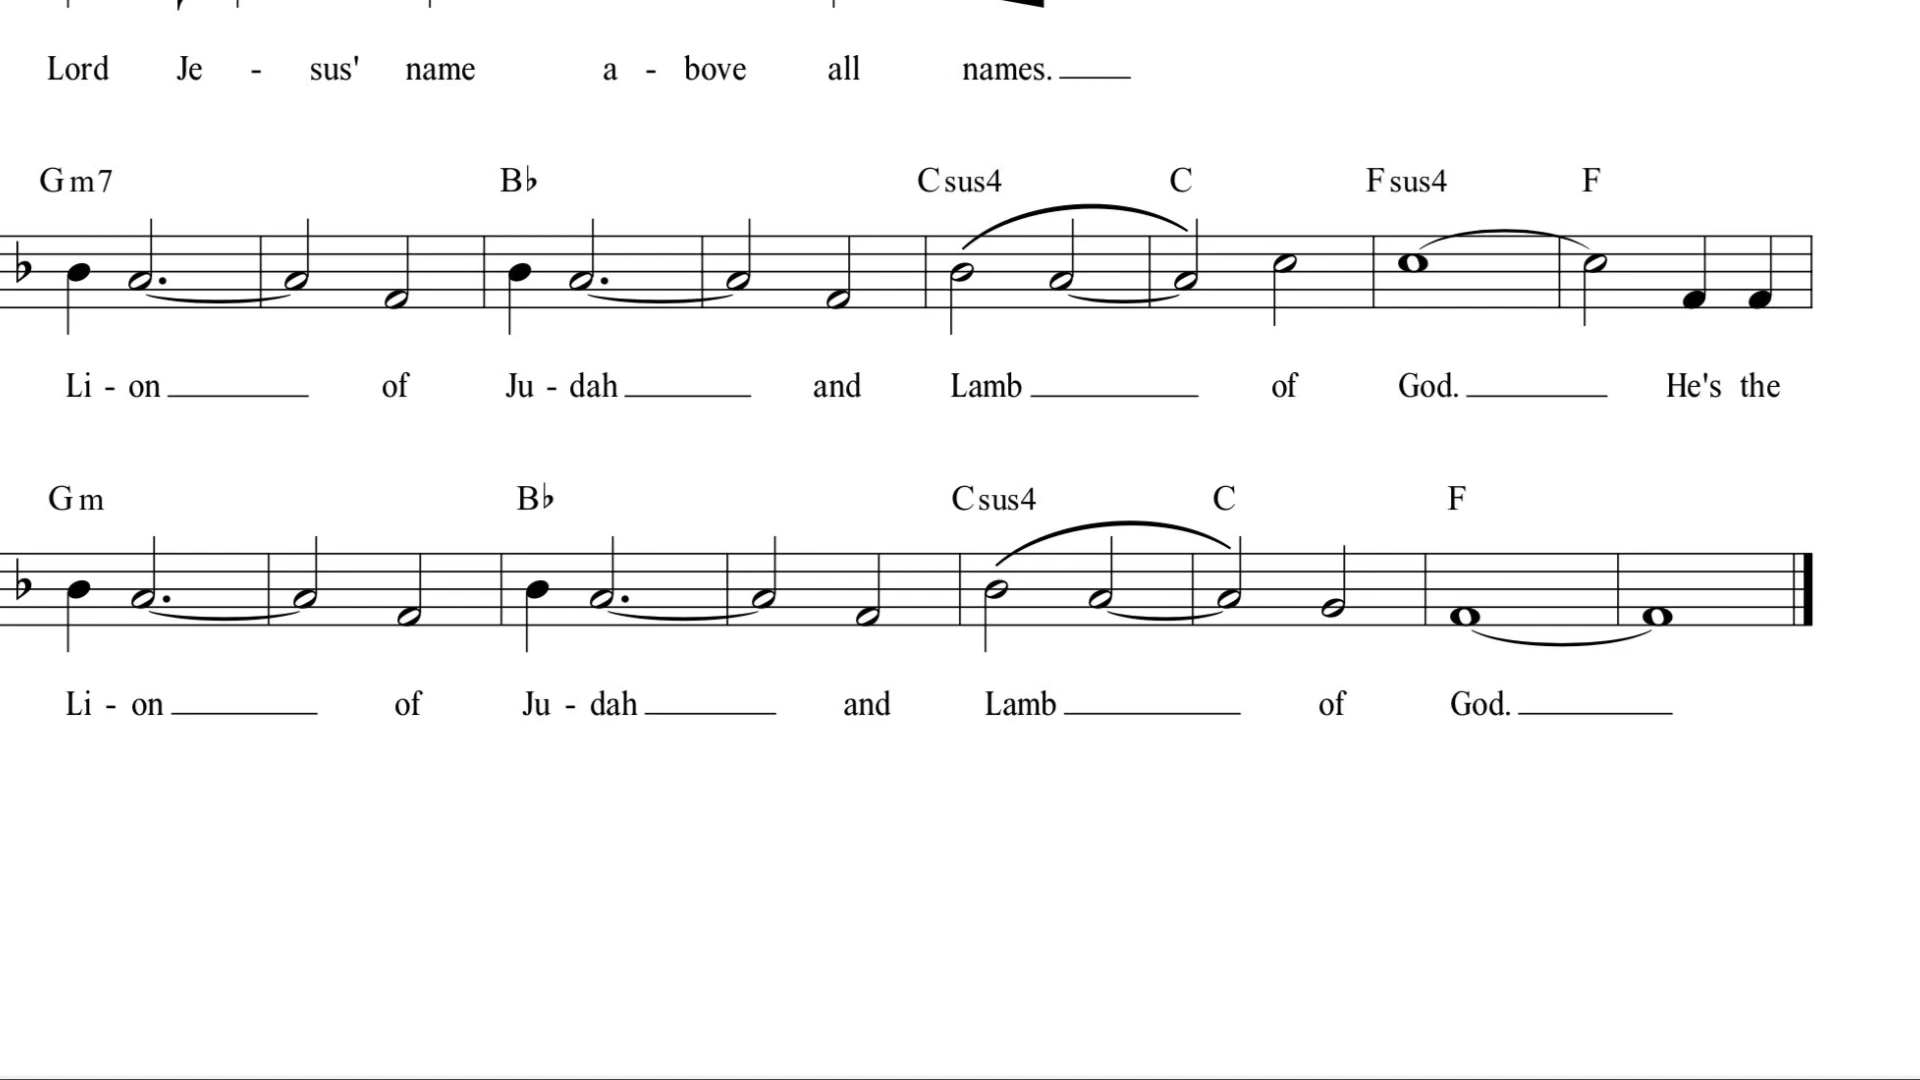 Lord Je - sus' name a - bove all names.
Gm7 B♭ Csus4 C Fsus4 F
Li - on of Ju - dah and Lamb of God. He's the
Gm B♭ Csus4 C F
Li - on of Ju - dah and Lamb of God.